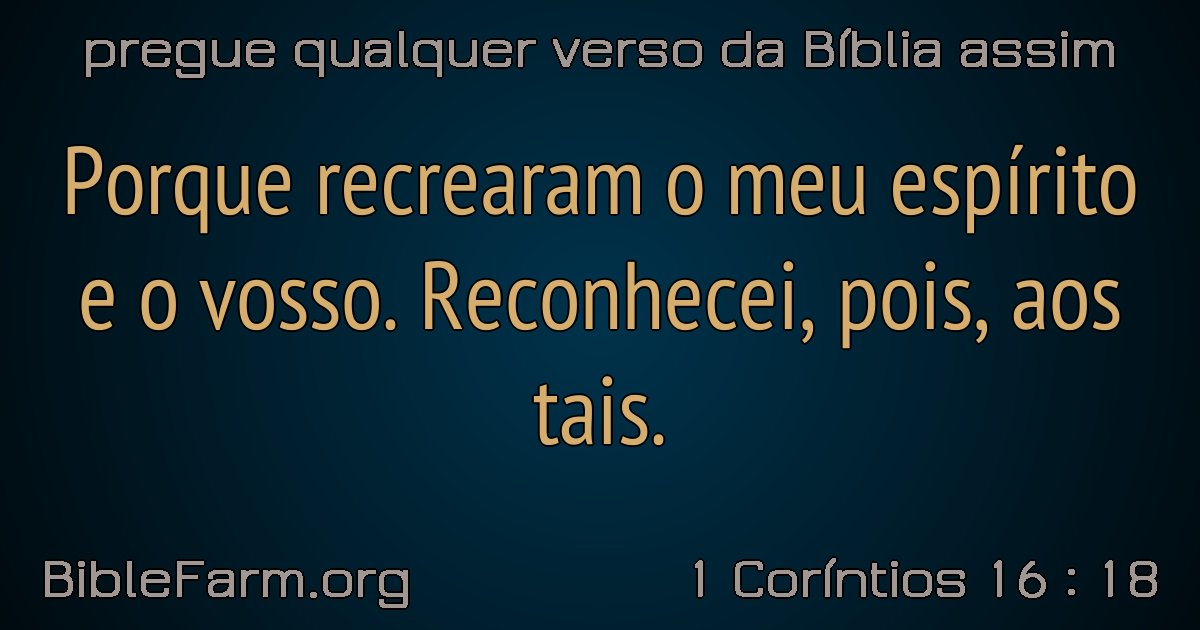 pregue qualquer verso da Bíblia assim
Porque recrearam o meu espírito
e o vosso. Reconhecei, pois, aos
tais.
BibleFarm.org
1 Coríntios 16 : 18